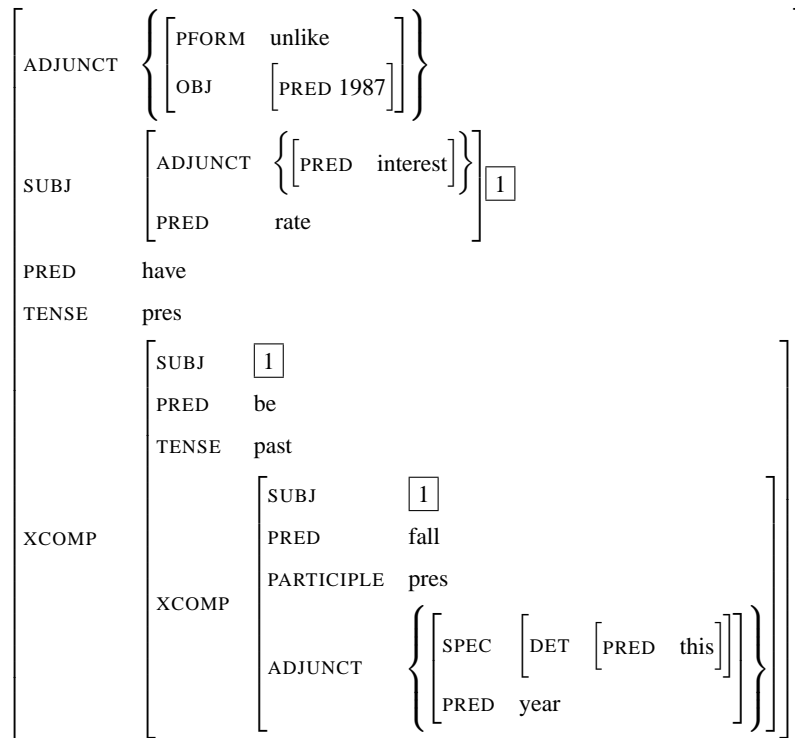 ADJUNCT PFORM unlike
OBJ PRED 1987
SUBJ ADJUNCT PRED interest
PRED rate
1
PRED have
TENSE pres
XCOMP SUBJ 1
PRED be
TENSE past
XCOMP SUBJ 1
PRED fall
PARTICIPLE pres
ADJUNCT SPEC DET PRED this
PRED year